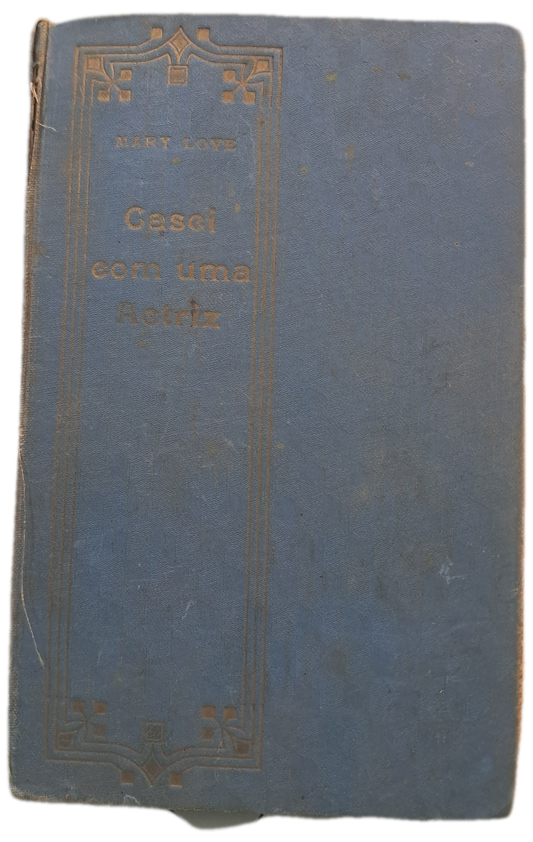 MARY LOVE
Casei
com uma
Actriz